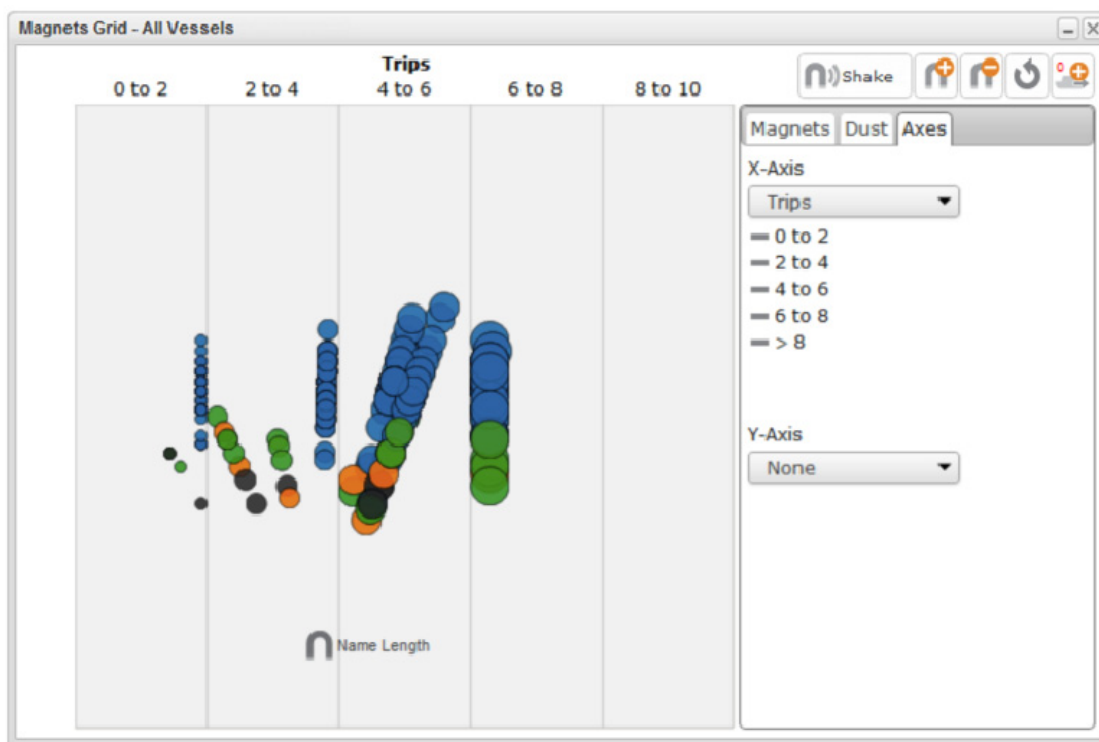 Magnets Grid - All Vessels
Trips
0 to 2 2 to 4 4 to 6 6 to 8 8 to 10
Shake
0
Magnets Dust Axes
X-Axis
Trips
0 to 2
2 to 4
4 to 6
6 to 8
> 8
Y-Axis
None
Name Length